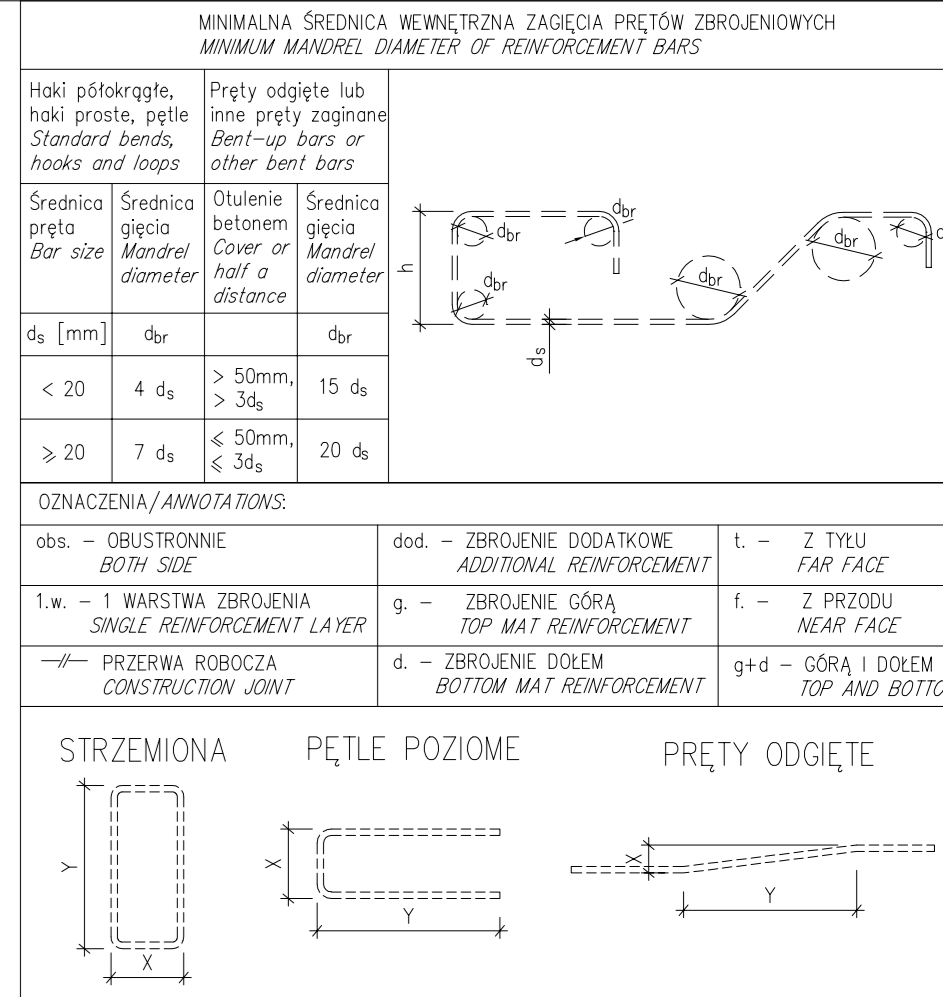 MINIMALNA ŚREDNICA WEWNĘTRZNA ZAGIĘCIA PRĘTÓW ZBROJENIOWYCH
MINIMUM MANDREL DIAMETER OF REINFORCEMENT BARS
Haki półokrągłe,
haki proste, pętle
Standard bends,
hooks and loops
Pręty odgięte lub
inne pręty zaginane
Bent-up bars or
other bent bars
Średnica
pręta
Bar size
Średnica
gięcia
Mandrel
diameter
Otulenie
betonem
Cover or
half a
distance
Średnica
gięcia
Mandrel
diameter
ds [mm]
dbr
dbr
< 20
4 ds
> 50mm,
> 3ds
15 ds
⩾ 20
7 ds
⩽ 50mm,
⩽ 3ds
20 ds
h
dbr
dbr
dbr
dbr
dbr
d
ds
OZNACZENIA/ANNOTATIONS:
obs. – OBUSTRONNIE
BOTH SIDE
dod. – ZBROJENIE DODATKOWE
ADDITIONAL REINFORCEMENT
t. – Z TYŁU
FAR FACE
1.w. – 1 WARSTWA ZBROJENIA
SINGLE REINFORCEMENT LAYER
g. – ZBROJENIE GÓRĄ
TOP MAT REINFORCEMENT
f. – Z PRZODU
NEAR FACE
PRZERWA ROBOCZA
CONSTRUCTION JOINT
d. – ZBROJENIE DOŁEM
BOTTOM MAT REINFORCEMENT
g+d – GÓRĄ I DOŁEM
TOP AND BOTTO
STRZEMIONA
Y
X
PĘTLE POZIOME
X
Y
PRĘTY ODGIĘTE
X
Y